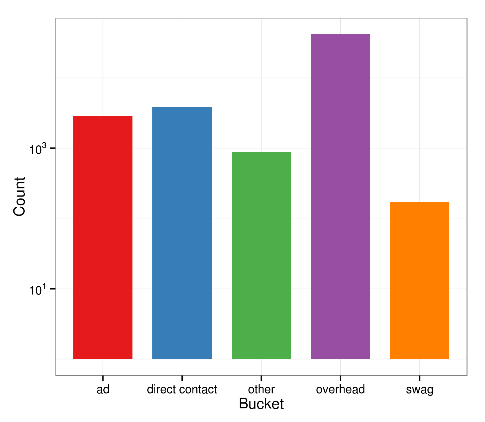 Count
10³
10¹
ad direct contact other overhead swag
Bucket